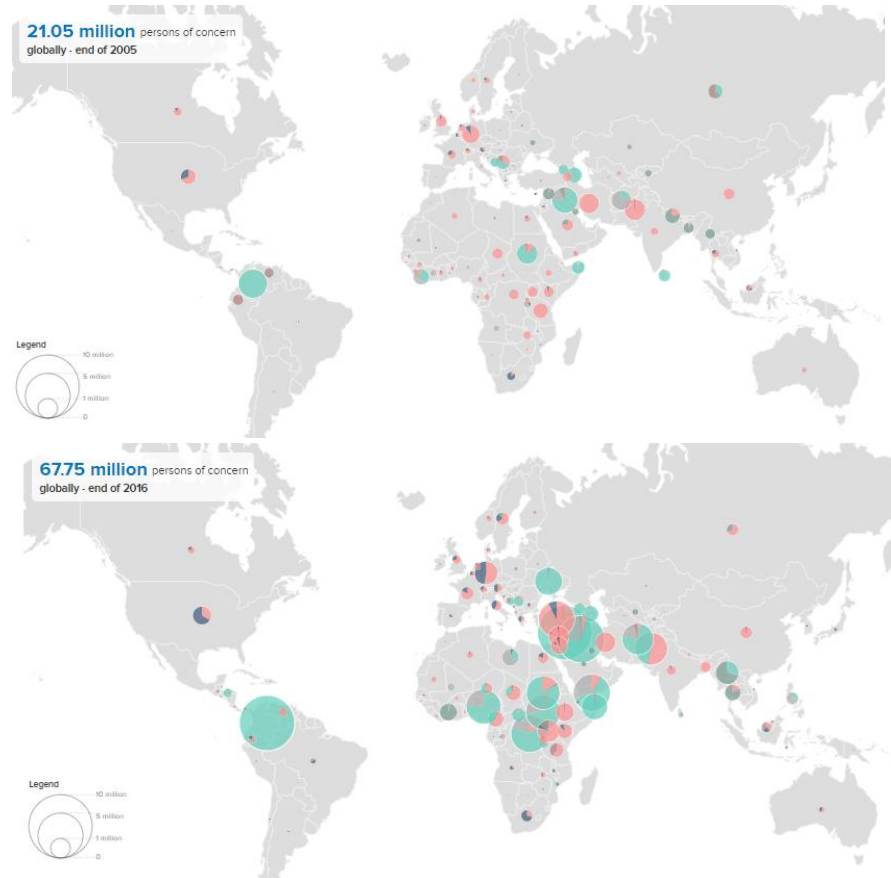 21.05 million persons of concern
globally - end of 2005
Legend
10 million
5 million
1 million
0
67.75 million persons of concern
globally - end of 2016
Legend
10 million
5 million
1 million
0